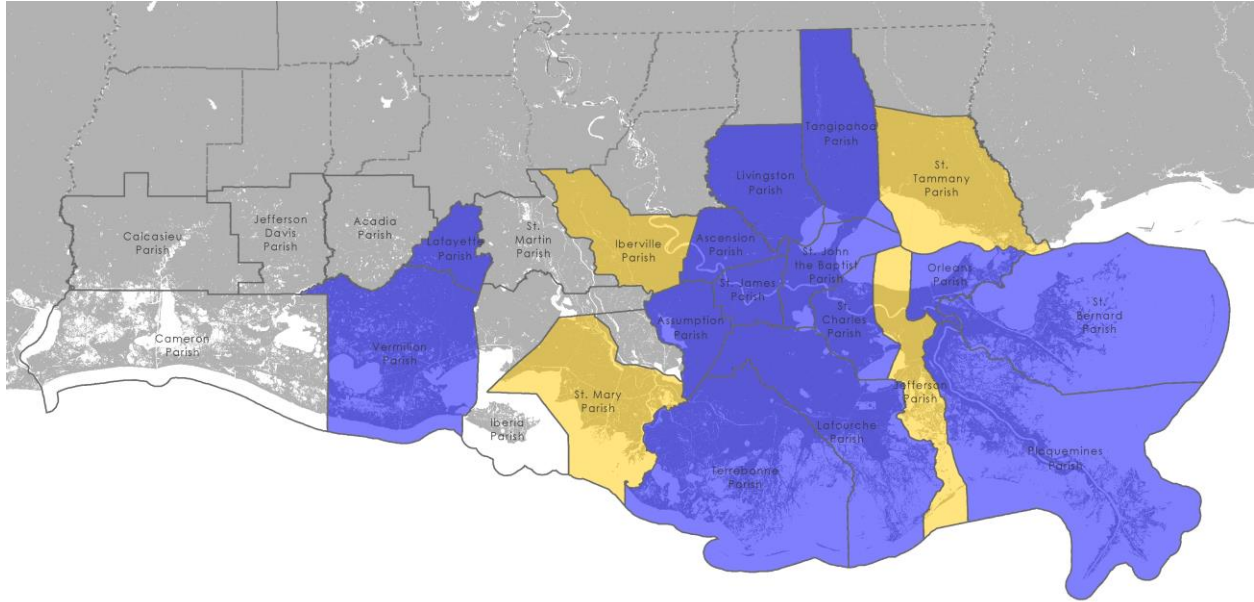 Tangipahoa
Parish
St.
Tammany
Parish
Livingston
Parish
Calcasieu
Parish
Jefferson
Davis
Parish
Acadia
Parish
Lafayette
Parish
St.
Martin
Parish
Iberville
Parish
Ascension
Parish
St. John
the Baptist
Parish
Orleans
Parish
St. James
Parish
St.
Charles
Parish
St.
Bernard
Parish
Assumption
Parish
Cameron
Parish
Vermilion
Parish
St. Mary
Parish
Iberia
Parish
Jefferson
Parish
Lafourche
Parish
Plaquemines
Parish
Terrebonne
Parish